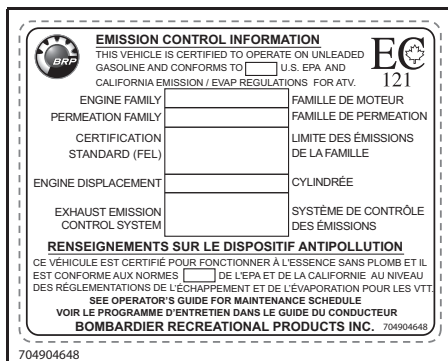 EMISSION CONTROL INFORMATION
THIS VEHICLE IS CERTIFIED TO OPERATE ON UNLEADED
GASOLINE AND CONFORMS TO U.S. EPA AND
CALIFORNIA EMISSION / EVAP REGULATIONS FOR ATV.
BRP
EC
121
ENGINE FAMILY FAMILLE DE MOTEUR
PERMEATION FAMILY FAMILLE DE PERMEATION
CERTIFICATION LIMITE DES ÉMISSIONS
STANDARD (FEL) DE LA FAMILLE
ENGINE DISPLACEMENT CYLINDRÉE
EXHAUST EMISSION SYSTÈME DE CONTRÔLE
CONTROL SYSTEM DES ÉMISSIONS
RENSEIGNEMENTS SUR LE DISPOSITIF ANTIPOLLUTION
CE VÉHICULE EST CERTIFIÉ POUR FONCTIONNER À L'ESSENCE SANS PLOMB ET IL
EST CONFORME AUX NORMES DE L'EPA ET DE LA CALIFORNIE AU NIVEAU
DES RÉGLEMENTATIONS DE L'ÉCHAPPEMENT ET DE L'ÉVAPORATION POUR LES VTT.
SEE OPERATOR'S GUIDE FOR MAINTENANCE SCHEDULE
VOIR LE PROGRAMME D'ENTRETIEN DANS LE GUIDE DU CONDUCTEUR
BOMBARDIER RECREATIONAL PRODUCTS INC. 704904648
704904648